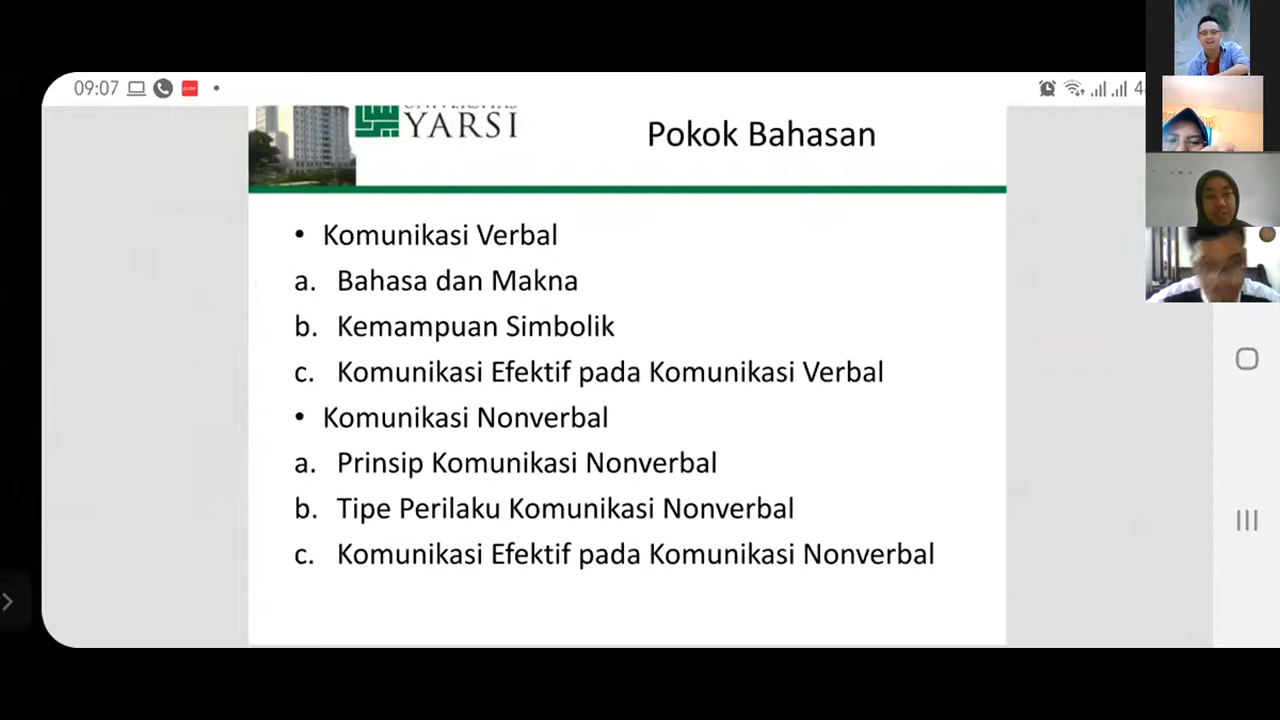 09:07
YARSI
Pokok Bahasan
• Komunikasi Verbal
a. Bahasa dan Makna
b. Kemampuan Simbolik
c. Komunikasi Efektif pada Komunikasi Verbal
• Komunikasi Nonverbal
a. Prinsip Komunikasi Nonverbal
b. Tipe Perilaku Komunikasi Nonverbal
c. Komunikasi Efektif pada Komunikasi Nonverbal